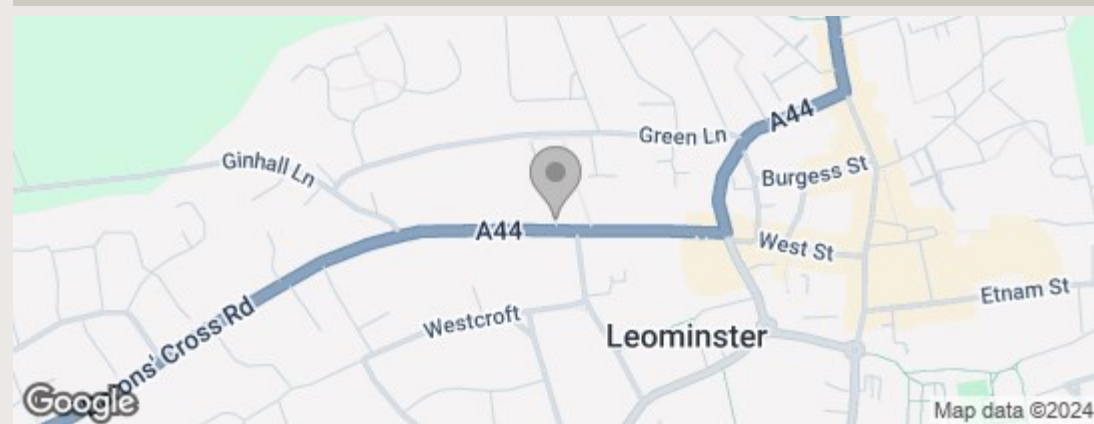 A44
Green Ln
Ginhall Ln
Burgess St
A44
West St
Etnam St
Westcroft
Leominster
Cross Rd
Google
Map data ©2024